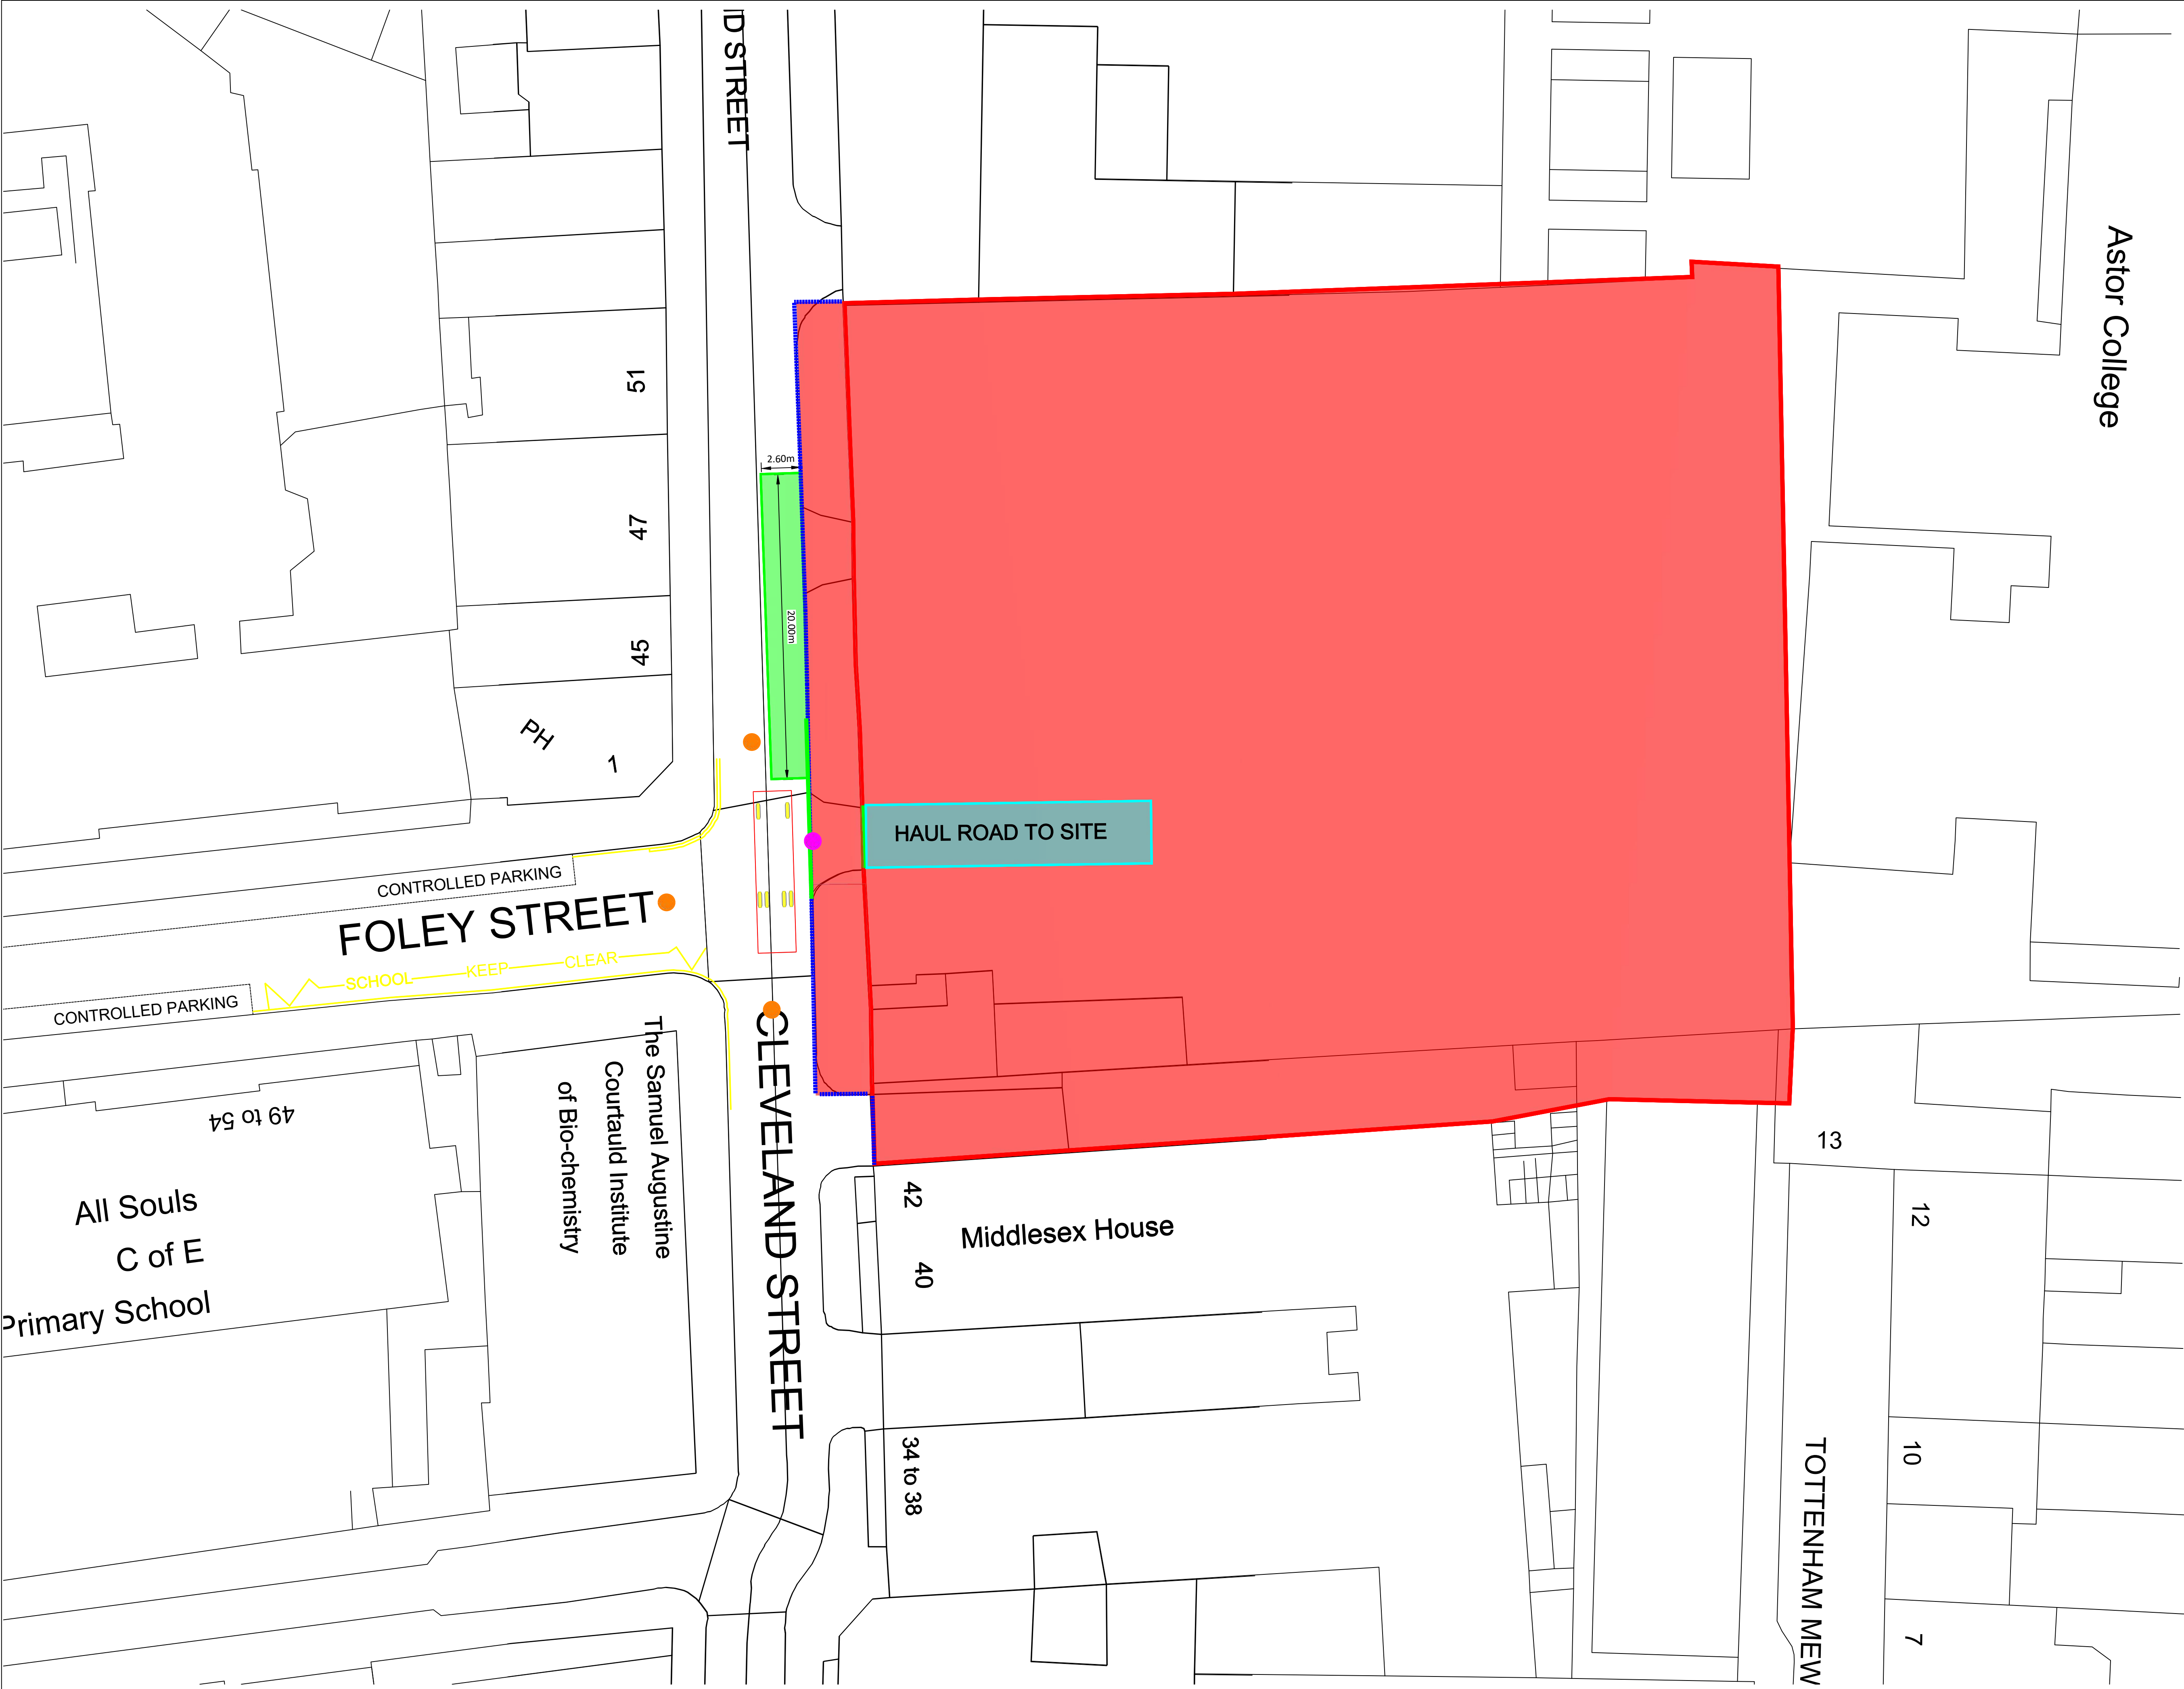 ID STREET
Astor College
51
2.60m
47
20.00m
45
PH
1
HAUL ROAD TO SITE
CONTROLLED PARKING
FOLEY STREET
SCHOOL KEEP CLEAR
CONTROLLED PARKING
CLEVELAND STREET
The Samuel Augustine
Courtauld Institute
of Bio-chemistry
49 to 54
All Souls
C of E
Primary School
42
40
Middlesex House
34 to 38
13
12
10
7
TOTTENHAM MEW